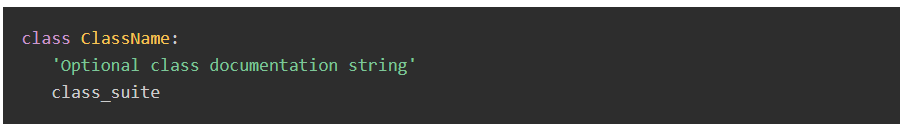 class ClassName:
   'Optional class documentation string'
   class_suite